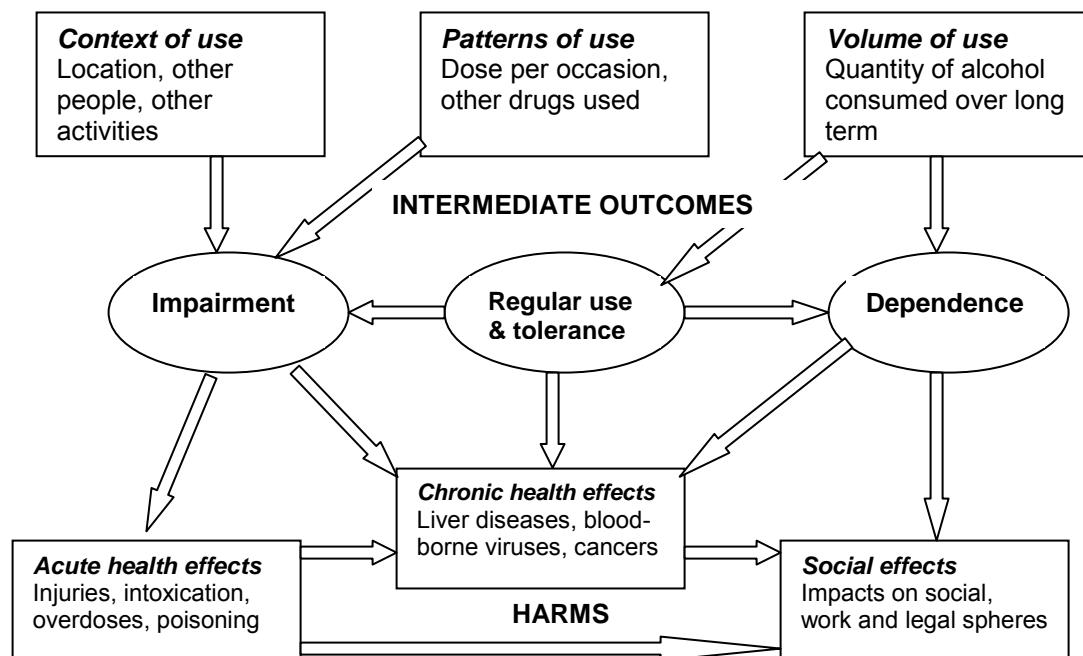 Context of use
Location, other
people, other
activities
Patterns of use
Dose per occasion,
other drugs used
Volume of use
Quantity of alcohol
consumed over long
term
INTERMEDIATE OUTCOMES
Impairment
Regular use
& tolerance
Dependence
Chronic health effects
Liver diseases, blood-
borne viruses, cancers
Acute health effects
Injuries, intoxication,
overdoses, poisoning
Social effects
Impacts on social,
work and legal spheres
HARMS